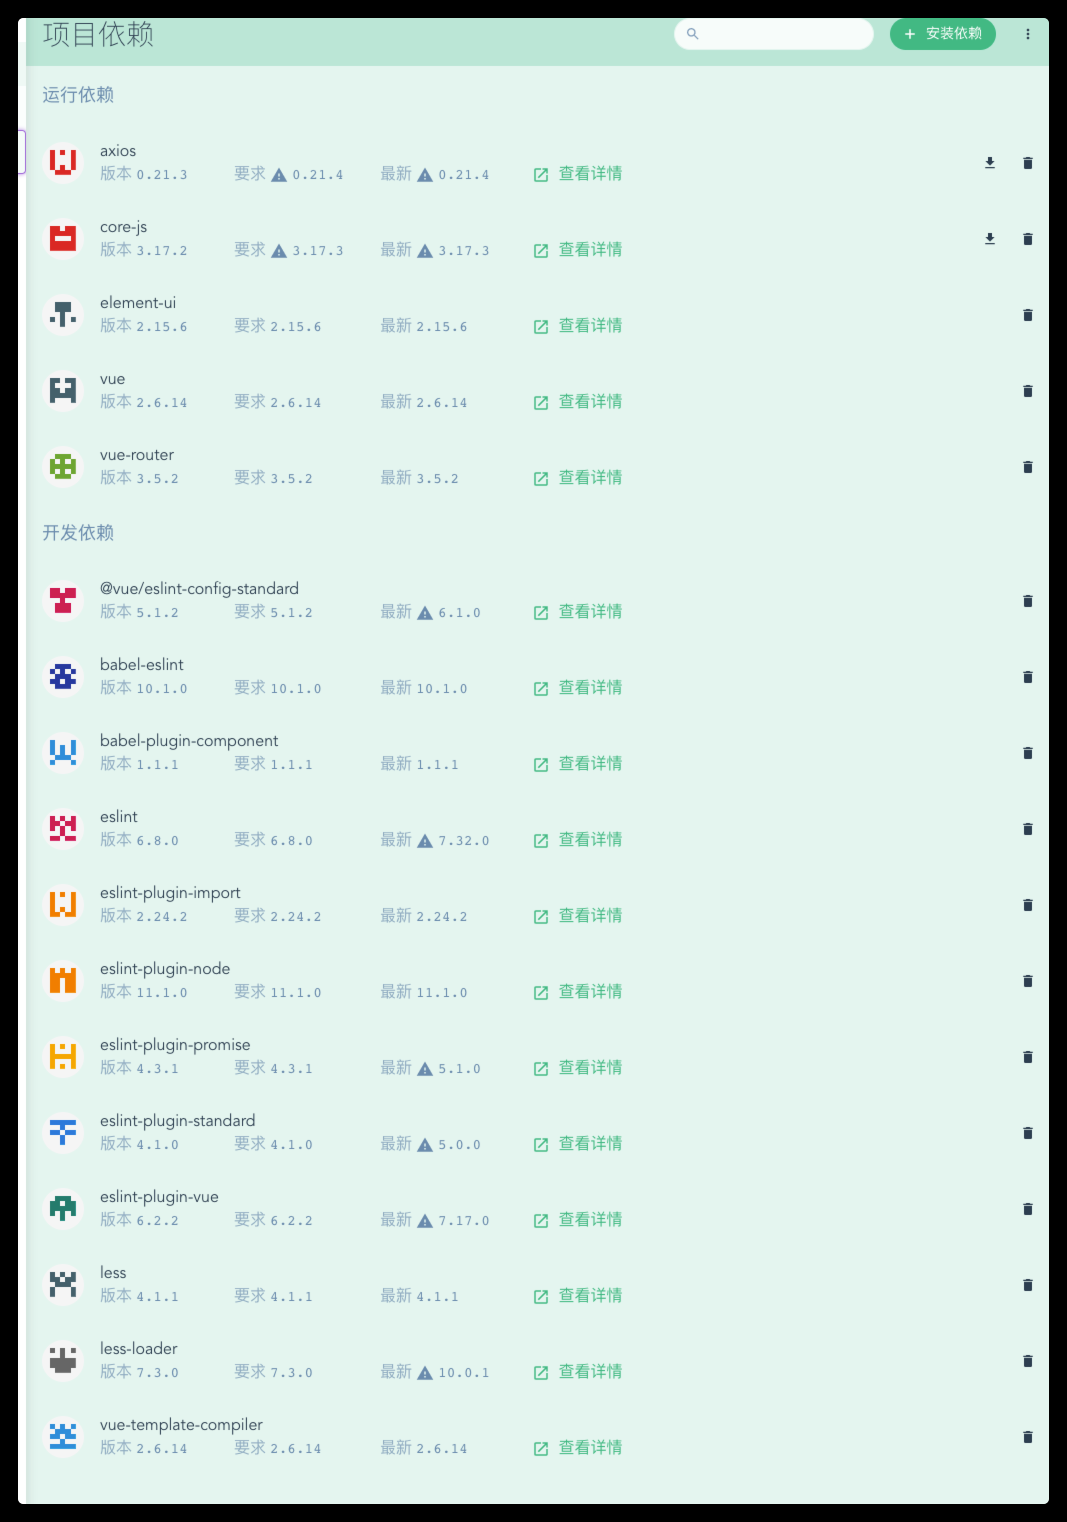 项目依赖
安装依赖
运行依赖
axios
版本 0.21.3 要求 0.21.4 最新 0.21.4 查看详情
core-js
版本 3.17.2 要求 3.17.3 最新 3.17.3 查看详情
element-ui
版本 2.15.6 要求 2.15.6 最新 2.15.6 查看详情
vue
版本 2.6.14 要求 2.6.14 最新 2.6.14 查看详情
vue-router
版本 3.5.2 要求 3.5.2 最新 3.5.2 查看详情
开发依赖
@vue/eslint-config-standard
版本 5.1.2 要求 5.1.2 最新 6.1.0 查看详情
babel-eslint
版本 10.1.0 要求 10.1.0 最新 10.1.0 查看详情
babel-plugin-component
版本 1.1.1 要求 1.1.1 最新 1.1.1 查看详情
eslint
版本 6.8.0 要求 6.8.0 最新 7.32.0 查看详情
eslint-plugin-import
版本 2.24.2 要求 2.24.2 最新 2.24.2 查看详情
eslint-plugin-node
版本 11.1.0 要求 11.1.0 最新 11.1.0 查看详情
eslint-plugin-promise
版本 4.3.1 要求 4.3.1 最新 5.1.0 查看详情
eslint-plugin-standard
版本 4.1.0 要求 4.1.0 最新 5.0.0 查看详情
eslint-plugin-vue
版本 6.2.2 要求 6.2.2 最新 7.17.0 查看详情
less
版本 4.1.1 要求 4.1.1 最新 4.1.1 查看详情
less-loader
版本 7.3.0 要求 7.3.0 最新 10.0.1 查看详情
vue-template-compiler
版本 2.6.14 要求 2.6.14 最新 2.6.14 查看详情